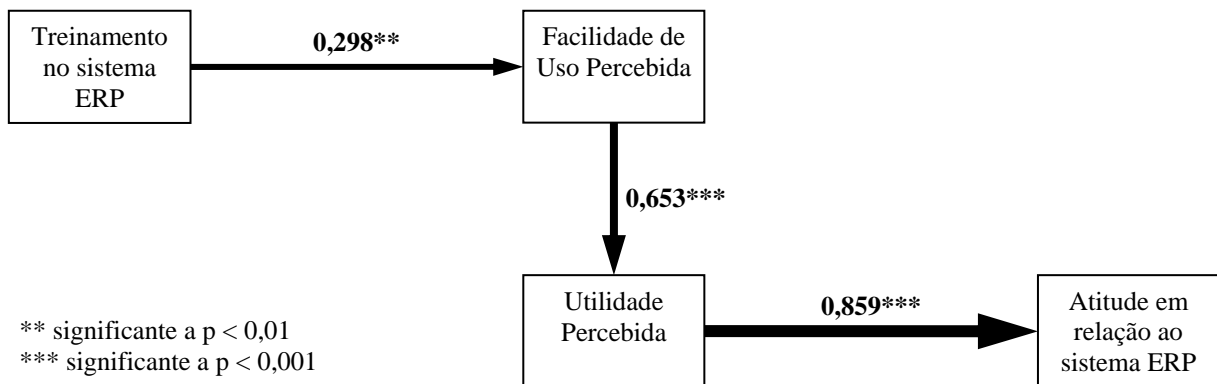 Treinamento
no sistema
ERP
0,298**
Facilidade de
Uso Percebida
0,653***
Utilidade
Percebida
0,859***
Atitude em
relação ao
sistema ERP
** significante a p < 0,01
*** significante a p < 0,001